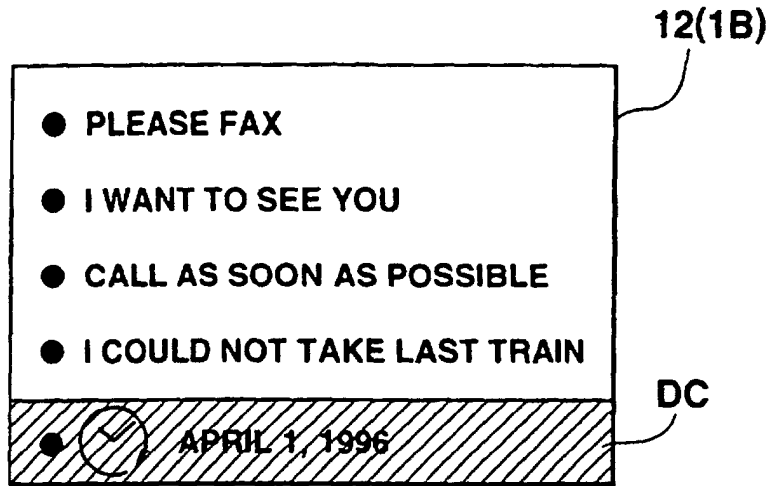 12(1B)
● PLEASE FAX
● I WANT TO SEE YOU
● CALL AS SOON AS POSSIBLE
● I COULD NOT TAKE LAST TRAIN
DC
● APRIL 1, 1996